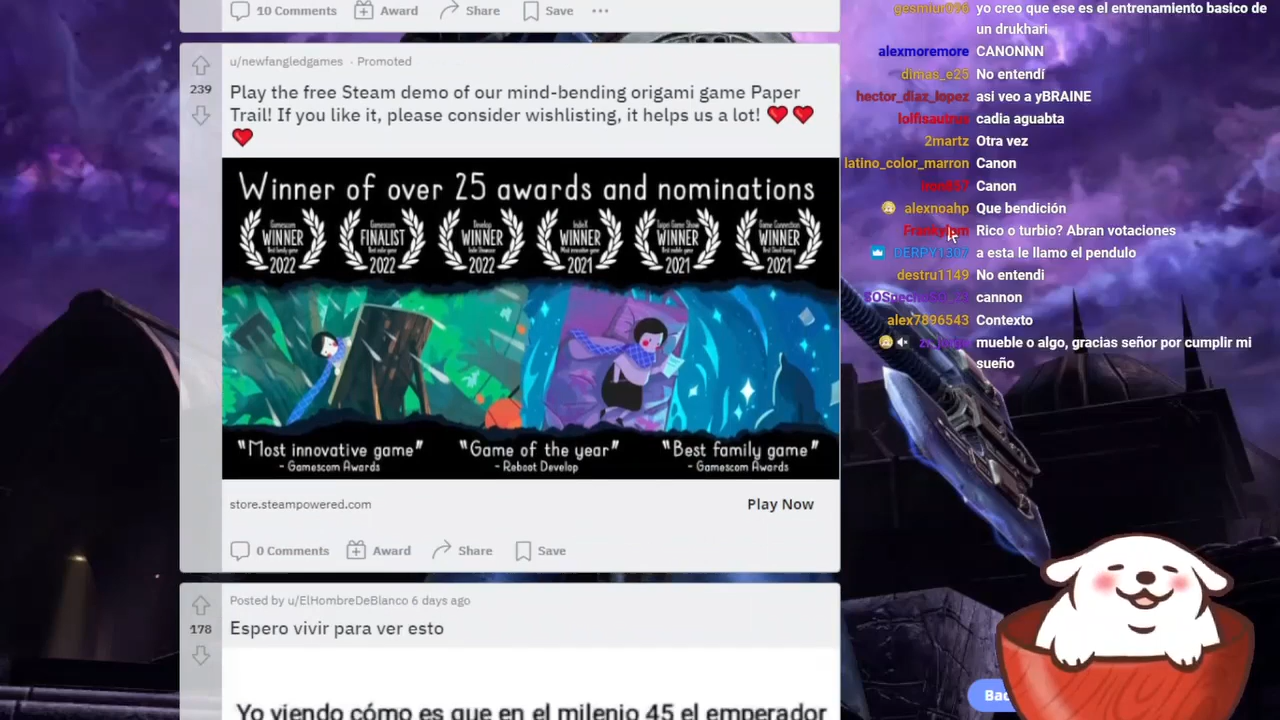 10 Comments Award Share Save
u/newfangledgames · Promoted
239
Play the free Steam demo of our mind-bending origami game Paper
Trail! If you like it, please consider wishlisting, it helps us a lot! ❤️ ❤️
❤️
Winner of over 25 awards and nominations
WINNER
2022
FINALIST
2022
WINNER
2022
WINNER
2021
WINNER
2021
WINNER
2021
"Most innovative game"
- Gamescom Awards
"Game of the year"
- Reboot Develop
"Best family game"
- Gamescom Awards
store.steampowered.com
Play Now
0 Comments Award Share Save
Posted by u/ElHombreDeBlanco 6 days ago
178
Espero vivir para ver esto
Yo viendo cómo es que en el milenio 45 el emperador
gesmiur096 yo creo que ese es el entrenamiento basico de
un drukhari
alexmoremore CANONNN
dimas_e25 No entendí
hector_diaz_lopez asi veo a yBRAINE
cadia aguabta
2martz Otra vez
latino_color_marron Canon
Canon
alexnoahp Que bendición
Rico o turbio? Abran votaciones
DERPY1307 a esta le llamo el pendulo
destru1149 No entendi
cannon
alex7896543 Contexto
mueble o algo, gracias señor por cumplir mi
sueño